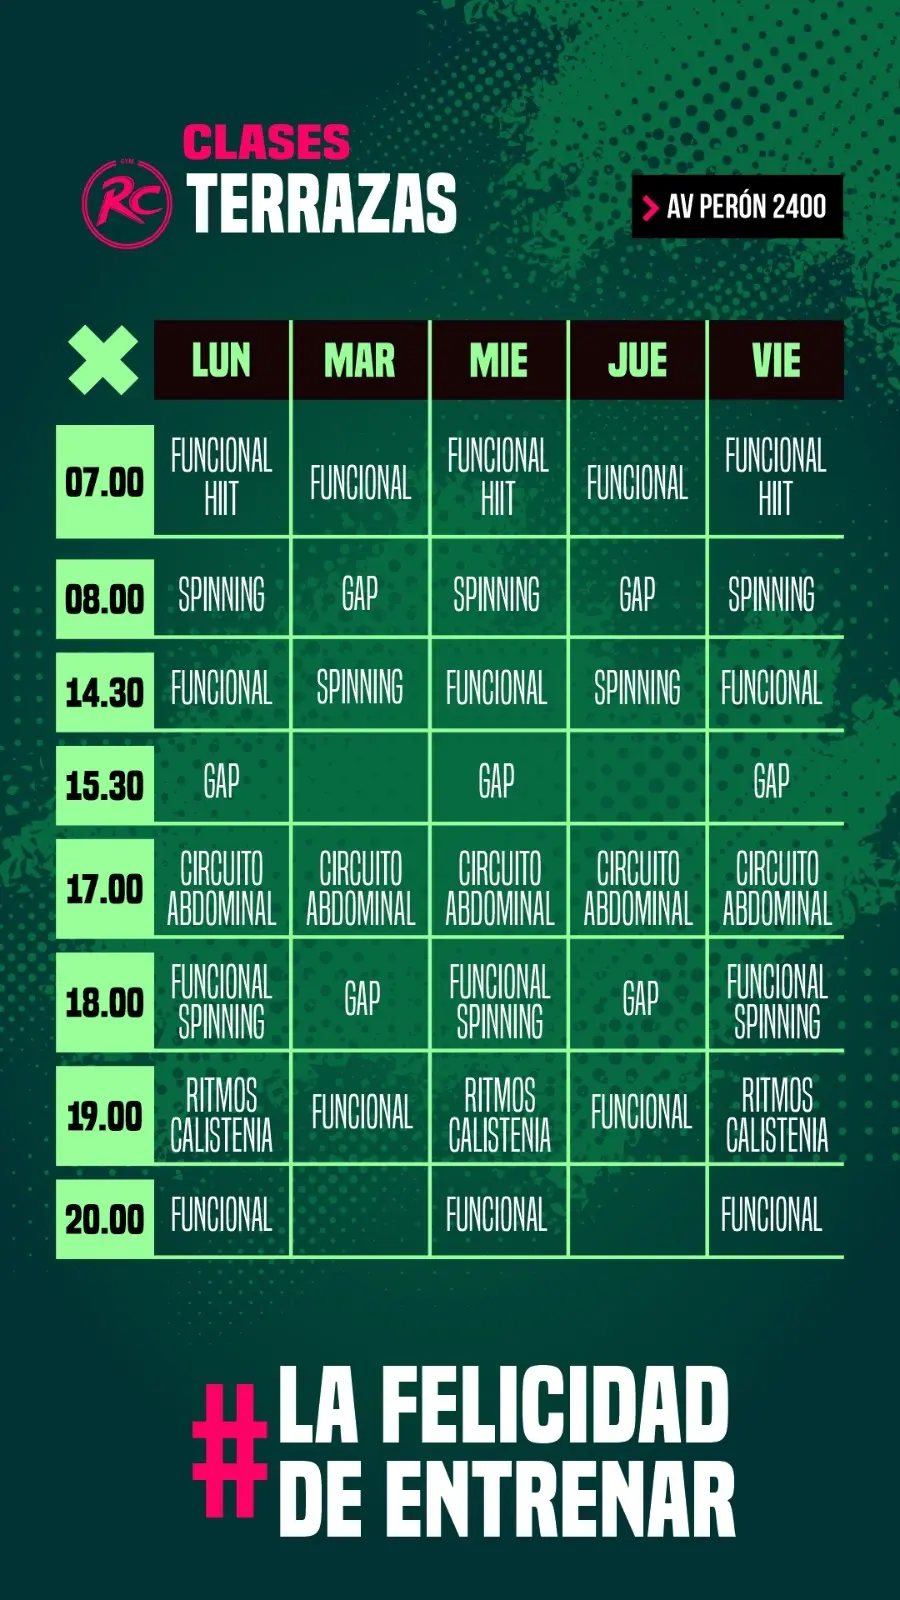 CLASES
GYM
RC
TERRAZAS
AV PERÓN 2400
LUN MAR MIE JUE VIE
07.00 FUNCIONAL HIIT FUNCIONAL FUNCIONAL HIIT FUNCIONAL FUNCIONAL HIIT
08.00 SPINNING GAP SPINNING GAP SPINNING
14.30 FUNCIONAL SPINNING FUNCIONAL SPINNING FUNCIONAL
15.30 GAP GAP GAP
17.00 CIRCUITO ABDOMINAL CIRCUITO ABDOMINAL CIRCUITO ABDOMINAL CIRCUITO ABDOMINAL CIRCUITO ABDOMINAL
18.00 FUNCIONAL SPINNING GAP FUNCIONAL SPINNING GAP FUNCIONAL SPINNING
19.00 RITMOS CALISTENIA FUNCIONAL RITMOS CALISTENIA FUNCIONAL RITMOS CALISTENIA
20.00 FUNCIONAL FUNCIONAL FUNCIONAL
#LA FELICIDAD
DE ENTRENAR